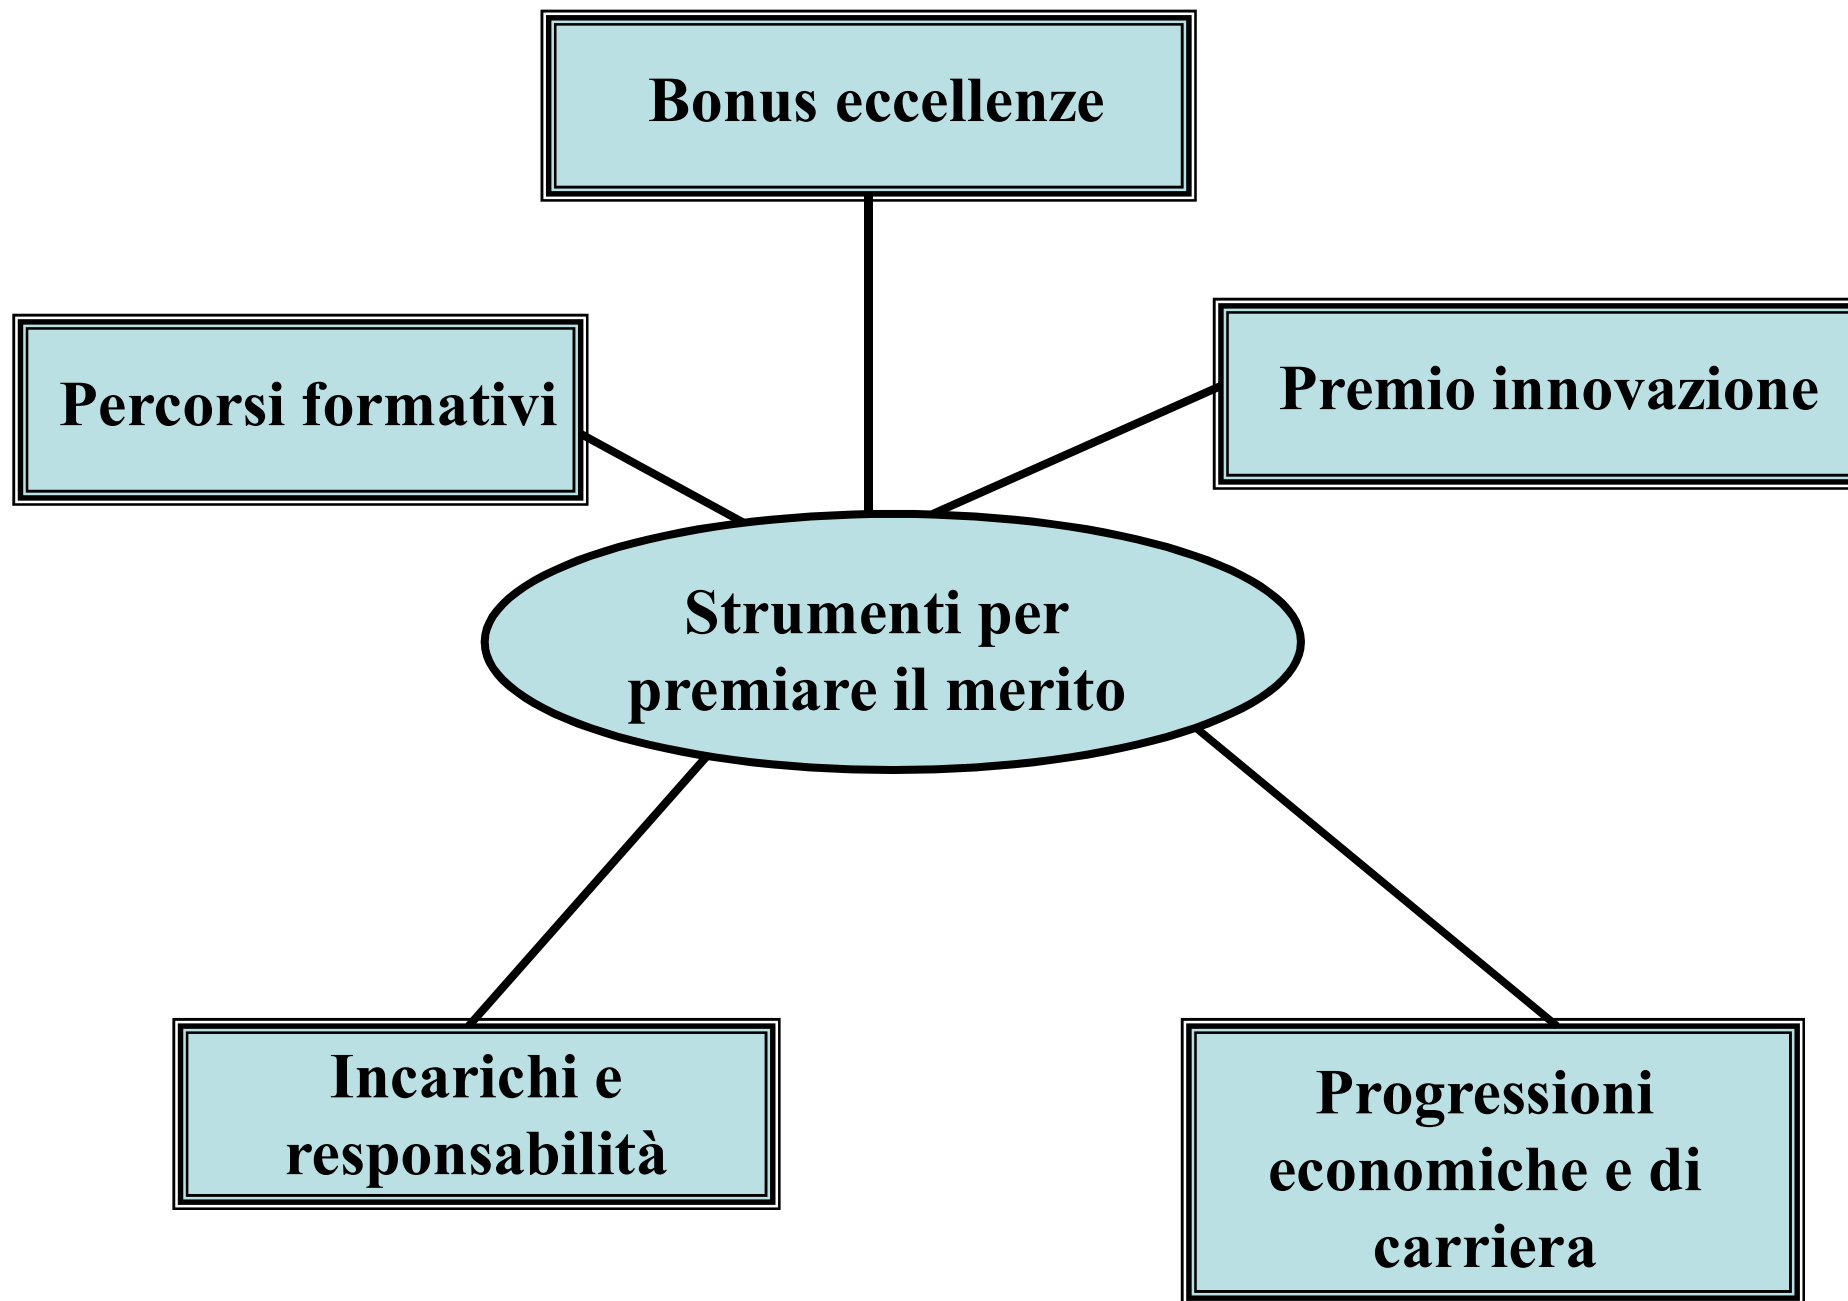 Bonus eccellenze
Percorsi formativi
Premio innovazione
Strumenti per
premiare il merito
Incarichi e
responsabilità
Progressioni
economiche e di
carriera